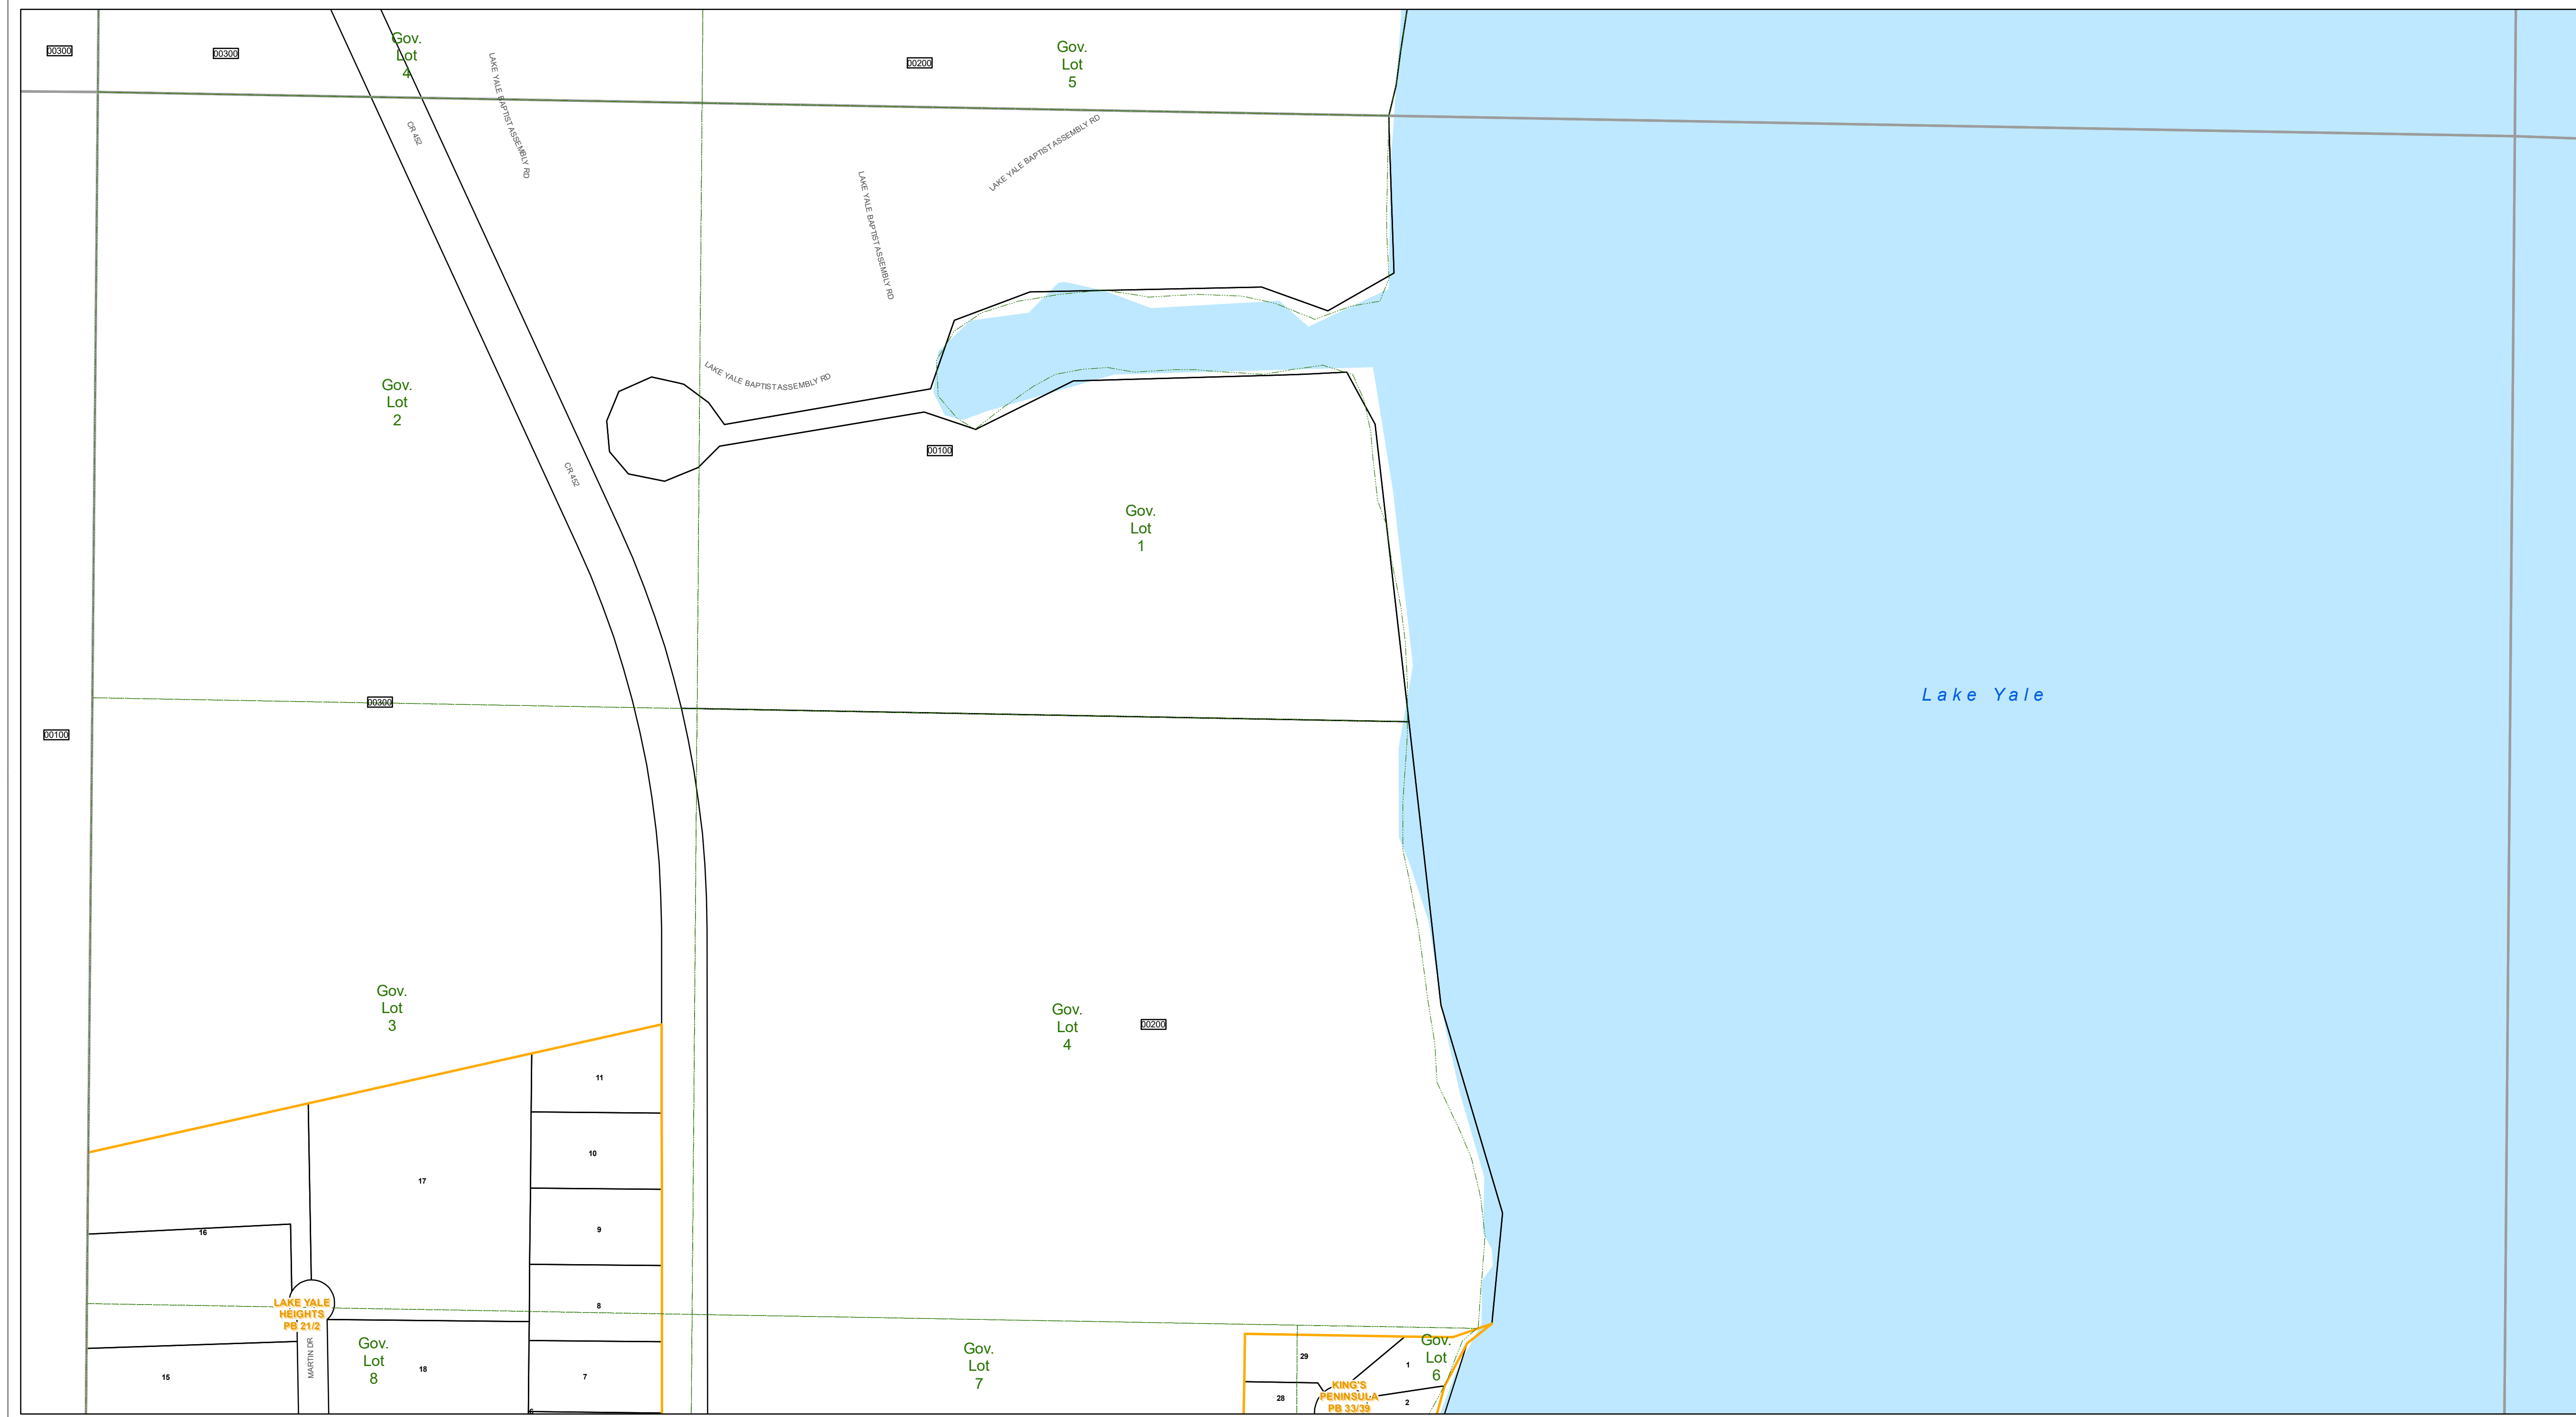 00300
00300
Gov.
Lot
4
LAKE YALE BAPTIST ASSEMBLY RD
00200
Gov.
Lot
5
CR 452
LAKE YALE BAPTIST ASSEMBLY RD
LAKE YALE BAPTIST ASSEMBLY RD
Gov.
Lot
2
LAKE YALE BAPTIST ASSEMBLY RD
CR 452
00100
Gov.
Lot
1
00300
00100
Lake Yale
Gov.
Lot
3
Gov.
Lot
4
00200
11
10
17
9
16
8
LAKE YALE
HEIGHTS
PB 21/2
MARTIN DR
Gov.
Lot
8
15
18
7
6
Gov.
Lot
7
29
28
1
Gov.
Lot
6
KING'S
PENINSULA
PB 33/39
2